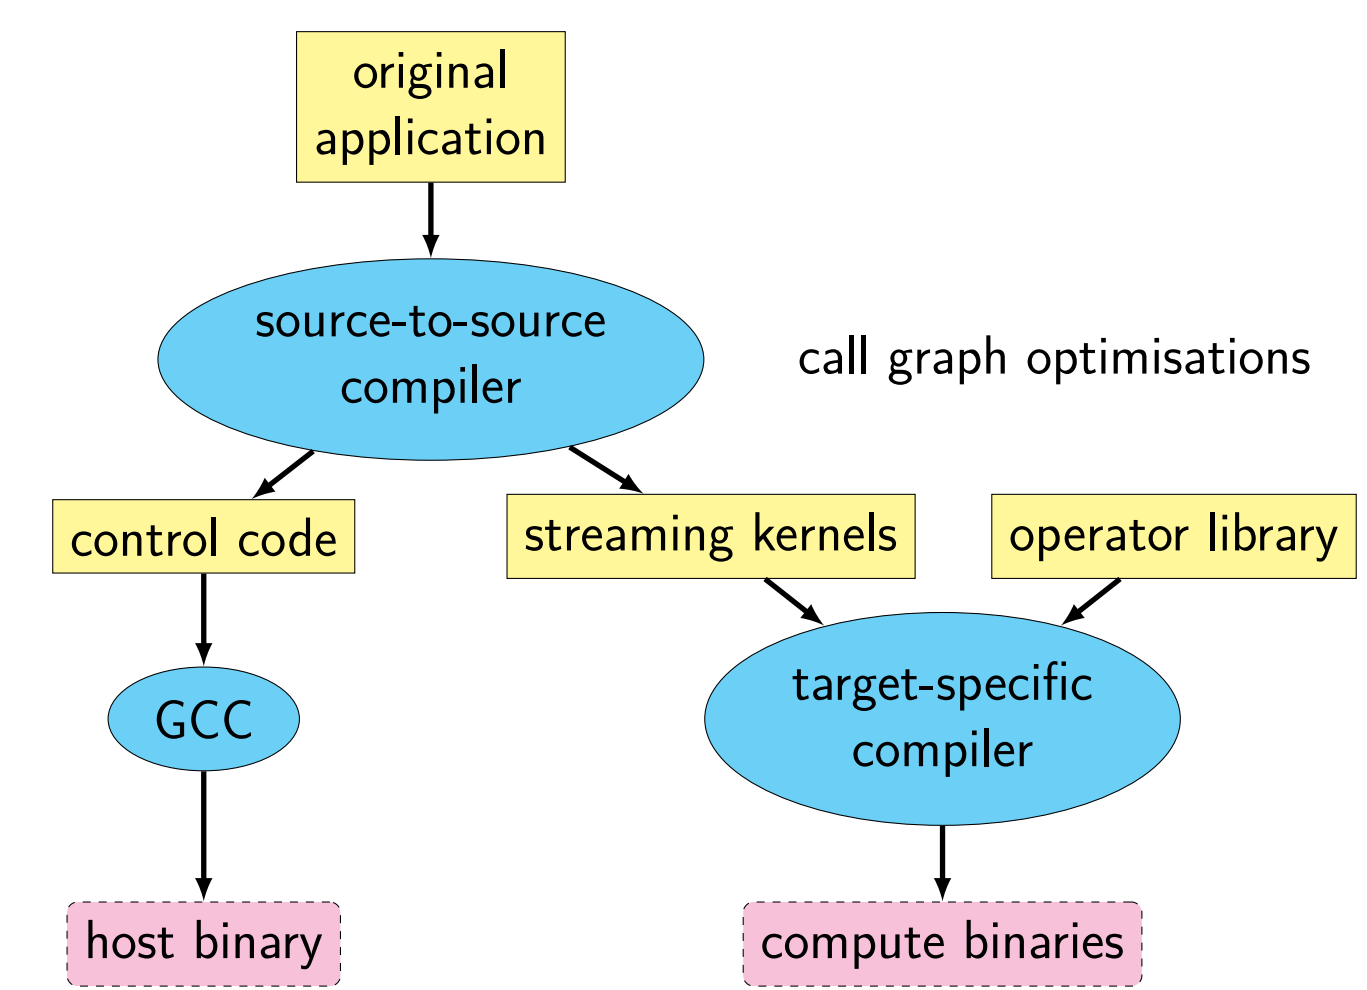 original
application
source-to-source
compiler
call graph optimisations
control code
streaming kernels
operator library
GCC
target-specific
compiler
host binary
compute binaries